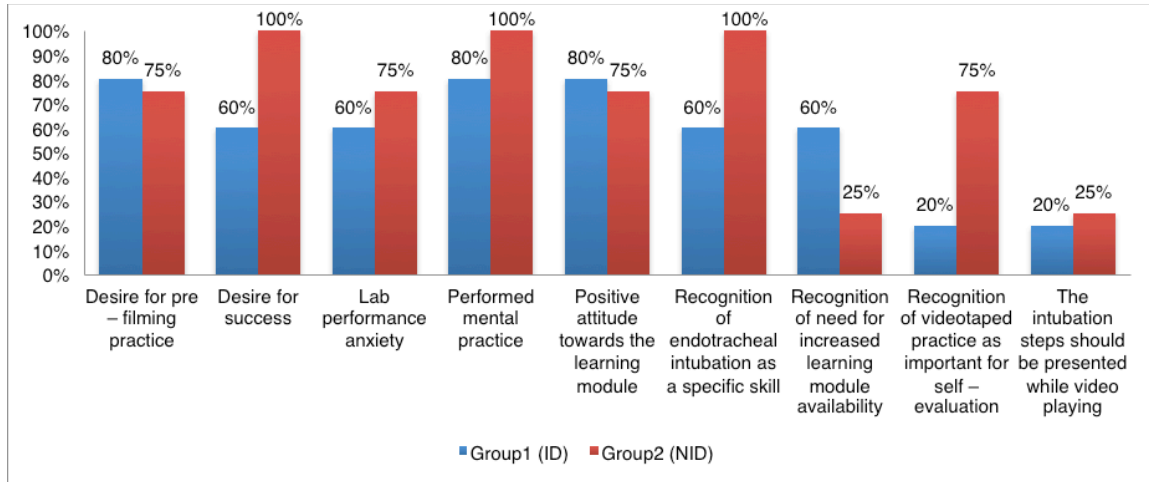 100%
90%
80%
70%
60%
50%
40%
30%
20%
10%
0%
80%
75%
60%
100%
60%
75%
80%
100%
80%
75%
60%
100%
60%
25%
20%
75%
20%
25%
Desire for pre
– filming
practice
Desire for
success
Lab
performance
anxiety
Performed
mental
practice
Positive
attitude
towards the
learning
module
Recognition
of
endotracheal
intubation as
a specific skill
Recognition
of need for
increased
learning
module
availability
Recognition
of videotaped
practice as
important for
self –
evaluation
The
intubation
steps should
be presented
while video
playing
Group1 (ID)
Group2 (NID)